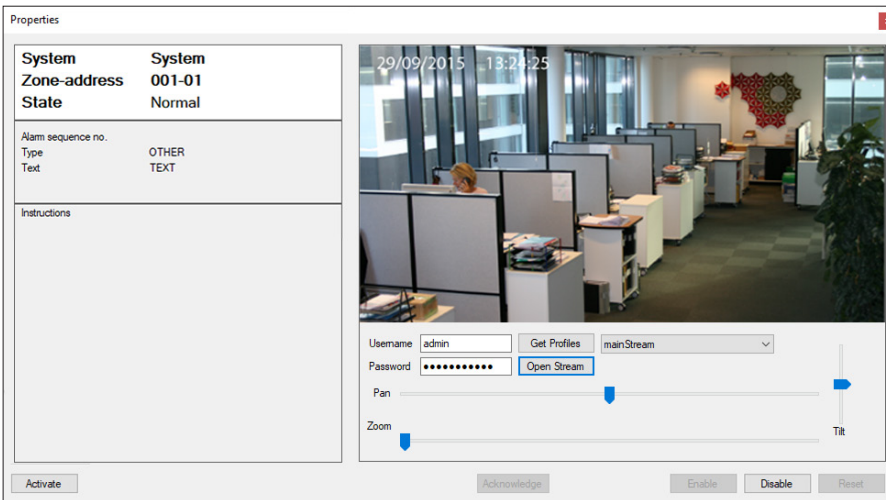 Properties
System System
Zone-address 001-01
State Normal
Alarm sequence no.
Type OTHER
Text TEXT
Instructions
29/09/2015 13:24:25
Username admin Get Profiles mainStream
Password ●●●●●●●●●●● Open Stream
Pan
Zoom
Tilt
Activate Acknowledge Enable Disable Reset